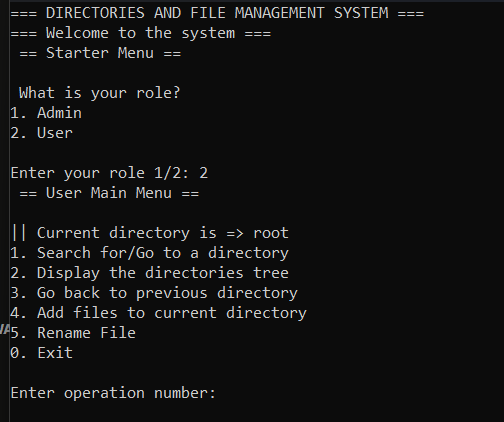 === DIRECTORIES AND FILE MANAGEMENT SYSTEM ===
=== Welcome to the system ===
== Starter Menu ==
What is your role?
1. Admin
2. User
Enter your role 1/2: 2
== User Main Menu ==
|| Current directory is => root
1. Search for/Go to a directory
2. Display the directories tree
3. Go back to previous directory
4. Add files to current directory
5. Rename File
0. Exit
Enter operation number: